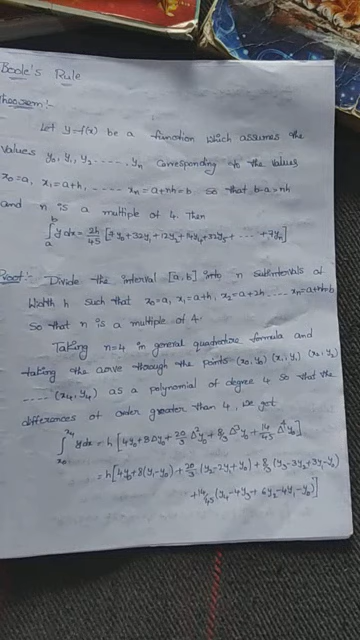 Boole's Rule
Theorem:-
Let y=f(x) be a function which assumes the
values y₀, y₁, y₂ ...., yₙ corresponding to the values
x₀=a, x₁=a+h, ..... xₙ=a+nh=b, so that b-a=nh
and n is a multiple of 4. Then
∫ₐᵇ y dx = 2h/45 [7y₀+32y₁+12y₂+ y₃+32y₅+ .... +7yₙ]
Proof:- Divide the interval [a,b] into n subintervals of
width h such that x₀=a, x₁=a+h, x₂=a+2h .... xₙ=a+nh=b
So that n is a multiple of 4.
Taking n=4 in general quadrature formula and
taking the curve through the points (x₀,y₀) (x₁,y₁) (x₂,y₂)
.... (x₄,y₄) as a polynomial of degree 4 so that the
differences of order greater than 4, we get
∫ₓ₀ˣ⁴ ydx = h[4y₀+8Δy₀+20/3 Δ²y₀+8/3 Δ³y₀+14/45 Δ⁴y₀]
= h[4y₀+8(y₁-y₀)+20/3 (y₂-2y₁+y₀)+8/3 (y₃-3y₂+3y₁-y₀)
+14/45 (y₄-4y₃+6y₂-4y₁-y₀)]